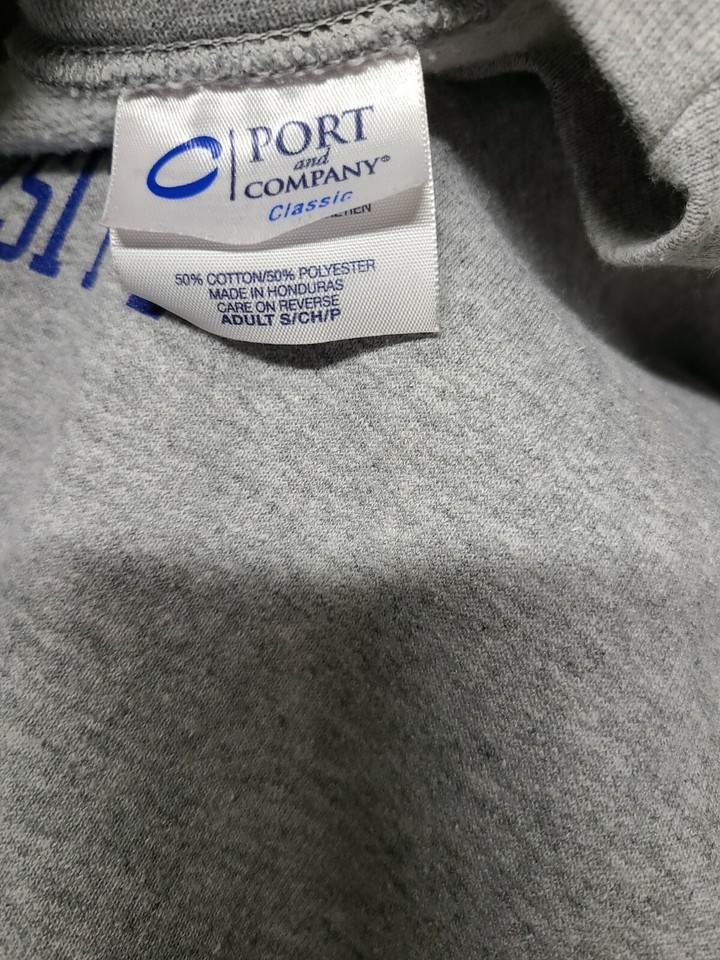 PORT
and
COMPANY®
Classic
50% COTTON/50% POLYESTER
MADE IN HONDURAS
CARE ON REVERSE
ADULT S/CH/P